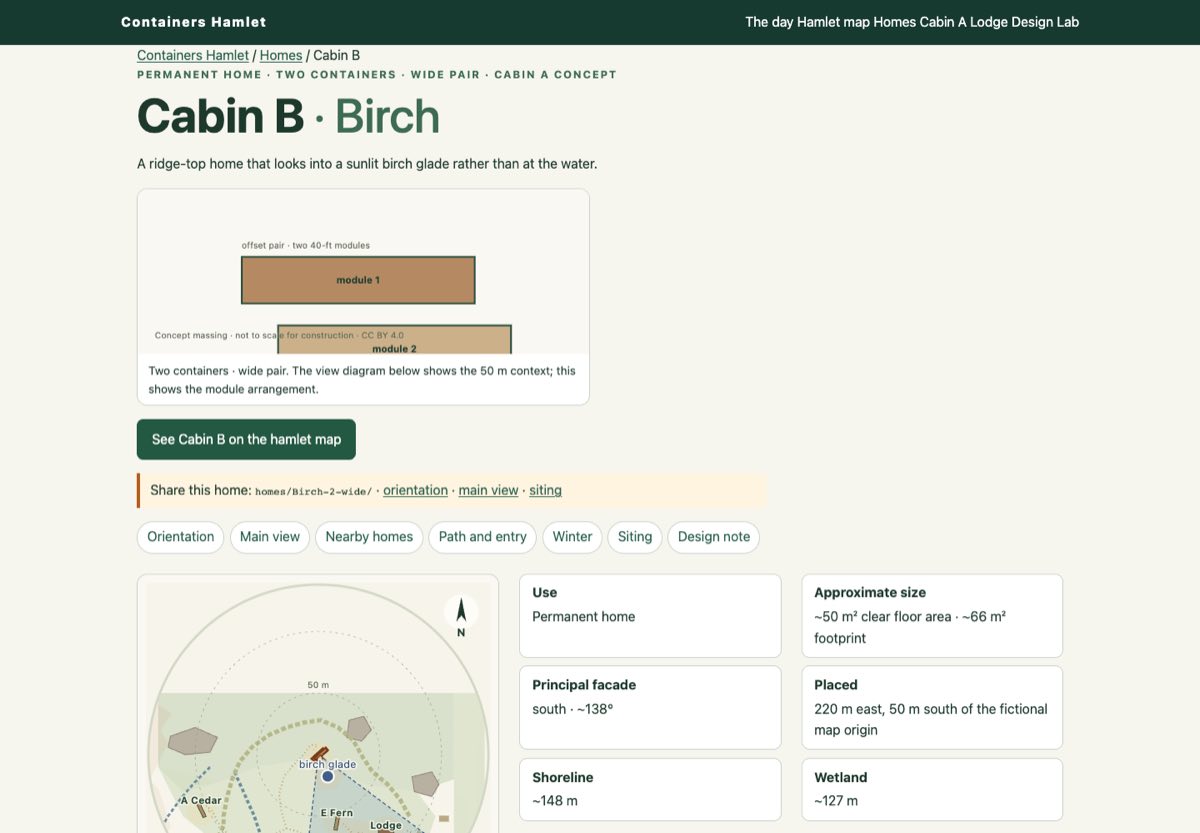 Containers Hamlet
The day Hamlet map Homes Cabin A Lodge Design Lab
Containers Hamlet / Homes / Cabin B
PERMANENT HOME · TWO CONTAINERS · WIDE PAIR · CABIN A CONCEPT
Cabin B · Birch
A ridge-top home that looks into a sunlit birch glade rather than at the water.
offset pair · two 40-ft modules
module 1
Concept massing · not to scale for construction · CC BY 4.0
module 2
Two containers · wide pair. The view diagram below shows the 50 m context; this
shows the module arrangement.
See Cabin B on the hamlet map
Share this home: homes/Birch-2-wide/ · orientation · main view · siting
Orientation
Main view
Nearby homes
Path and entry
Winter
Siting
Design note
N
50 m
birch glade
A Cedar
E Fern
Lodge
Use
Permanent home
Approximate size
~50 m² clear floor area · ~66 m²
footprint
Principal facade
south · ~138°
Placed
220 m east, 50 m south of the fictional
map origin
Shoreline
~148 m
Wetland
~127 m